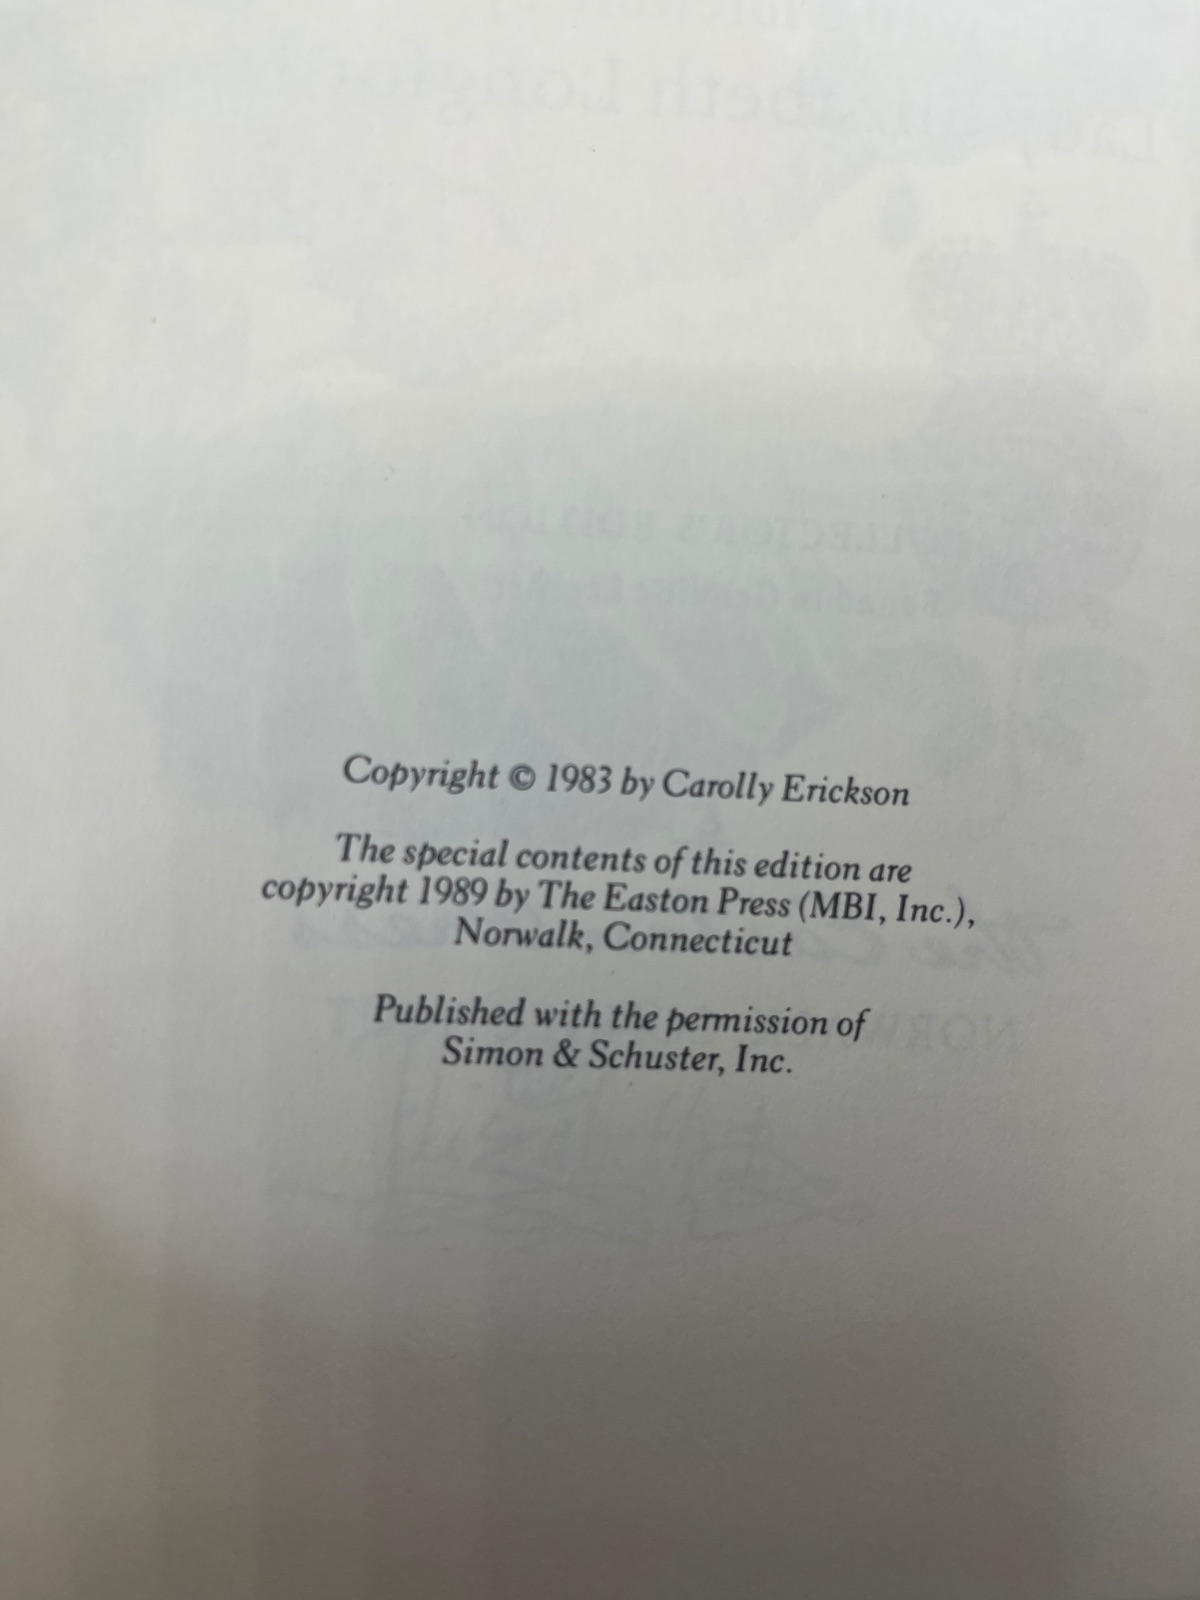 Copyright © 1983 by Carolly Erickson
The special contents of this edition are
copyright 1989 by The Easton Press (MBI, Inc.),
Norwalk, Connecticut
Published with the permission of
Simon & Schuster, Inc.